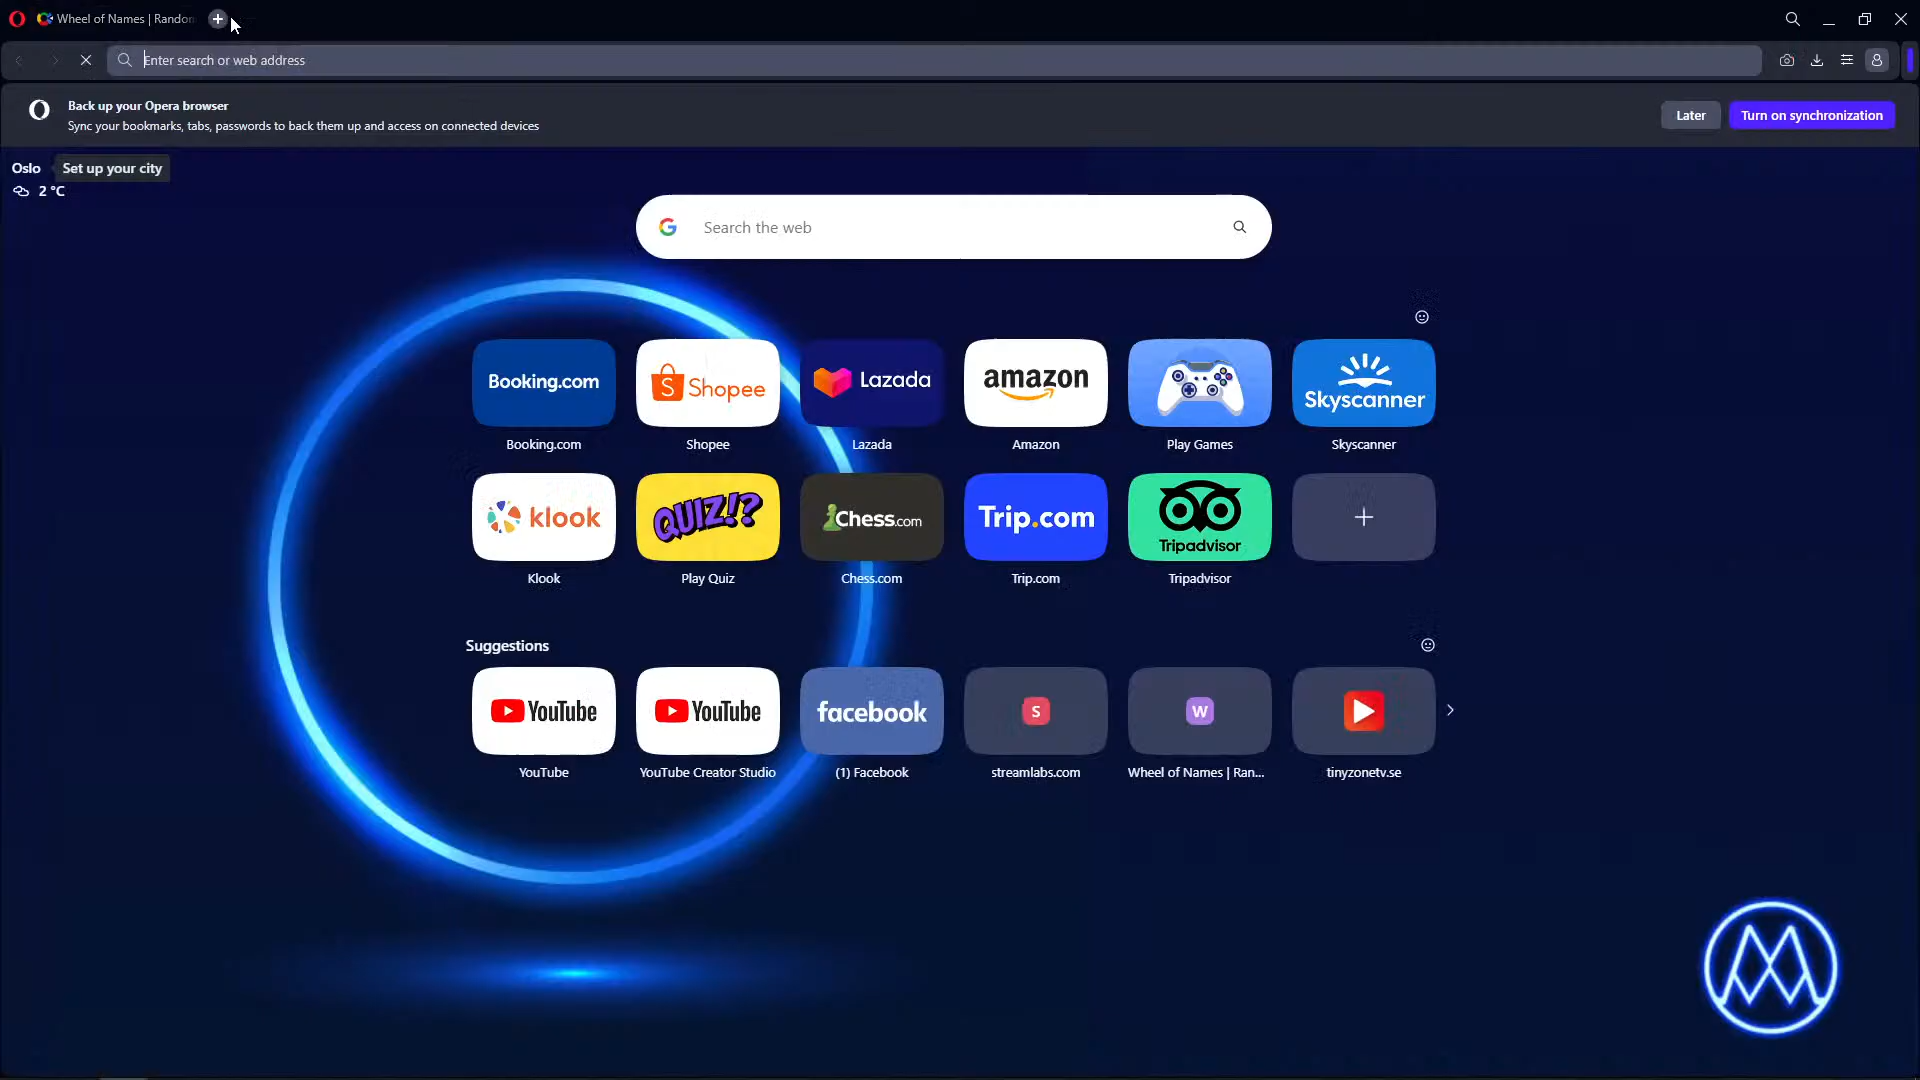 Wheel of Names | Random
Enter search or web address
Back up your Opera browser
Sync your bookmarks, tabs, passwords to back them up and access on connected devices
Later
Turn on synchronization
Oslo
Set up your city
2 °C
G
Search the web
Booking.com
Shopee
Lazada
amazon
Skyscanner
Booking.com
Shopee
Lazada
Amazon
Play Games
Skyscanner
klook
QUIZ!?
Chess.com
Trip.com
Tripadvisor
Klook
Play Quiz
Chess.com
Trip.com
Tripadvisor
Suggestions
YouTube
YouTube
facebook
S
W
YouTube
YouTube Creator Studio
(1) Facebook
streamlabs.com
Wheel of Names | Ran...
tinyzonetv.se